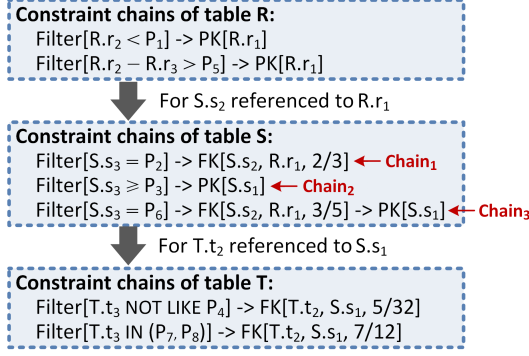 Constraint chains of table R:
Filter[R.r₂ < P₁] -> PK[R.r₁]
Filter[R.r₂ − R.r₃ > P₅] -> PK[R.r₁]
For S.s₂ referenced to R.r₁
Constraint chains of table S:
Filter[S.s₃ = P₂] -> FK[S.s₂, R.r₁, 2/3] Chain₁
Filter[S.s₃ ⩾ P₃] -> PK[S.s₁] Chain₂
Filter[S.s₃ = P₆] -> FK[S.s₂, R.r₁, 3/5] -> PK[S.s₁] Chain₃
For T.t₂ referenced to S.s₁
Constraint chains of table T:
Filter[T.t₃ NOT LIKE P₄] -> FK[T.t₂, S.s₁, 5/32]
Filter[T.t₃ IN (P₇, P₈)] -> FK[T.t₂, S.s₁, 7/12]